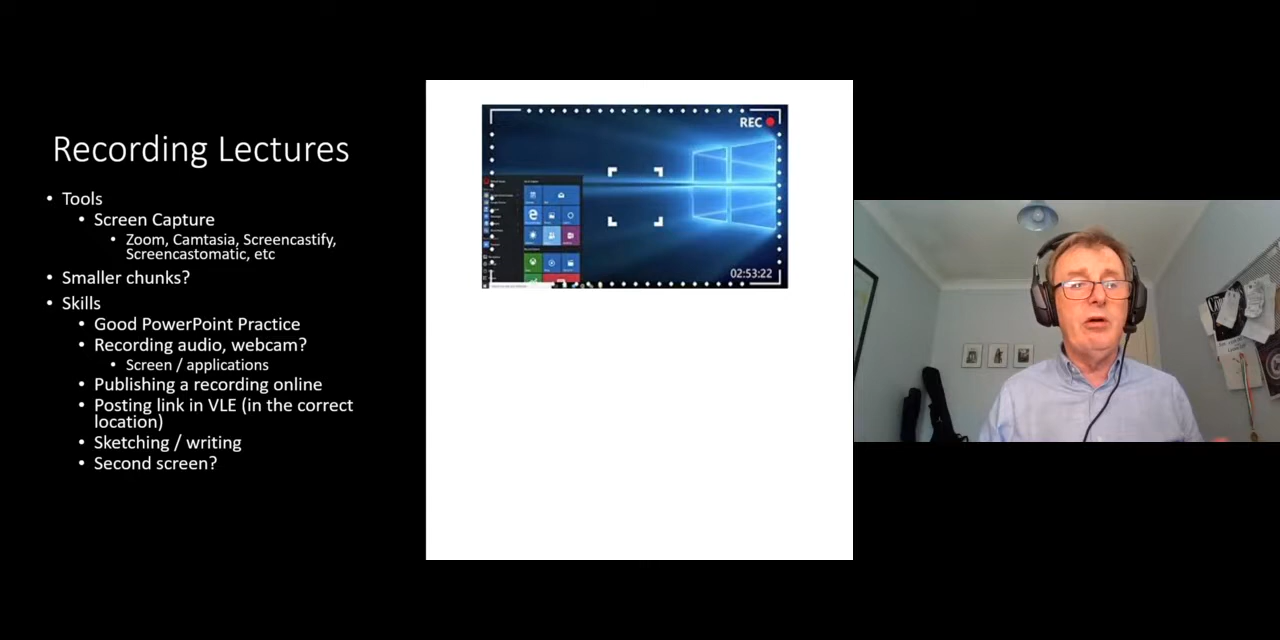 Recording Lectures
• Tools
• Screen Capture
• Zoom, Camtasia, Screencastify,
Screencastomatic, etc
• Smaller chunks?
• Skills
• Good PowerPoint Practice
• Recording audio, webcam?
• Screen / applications
• Publishing a recording online
• Posting link in VLE (in the correct
location)
• Sketching / writing
• Second screen?
REC
02:53:22